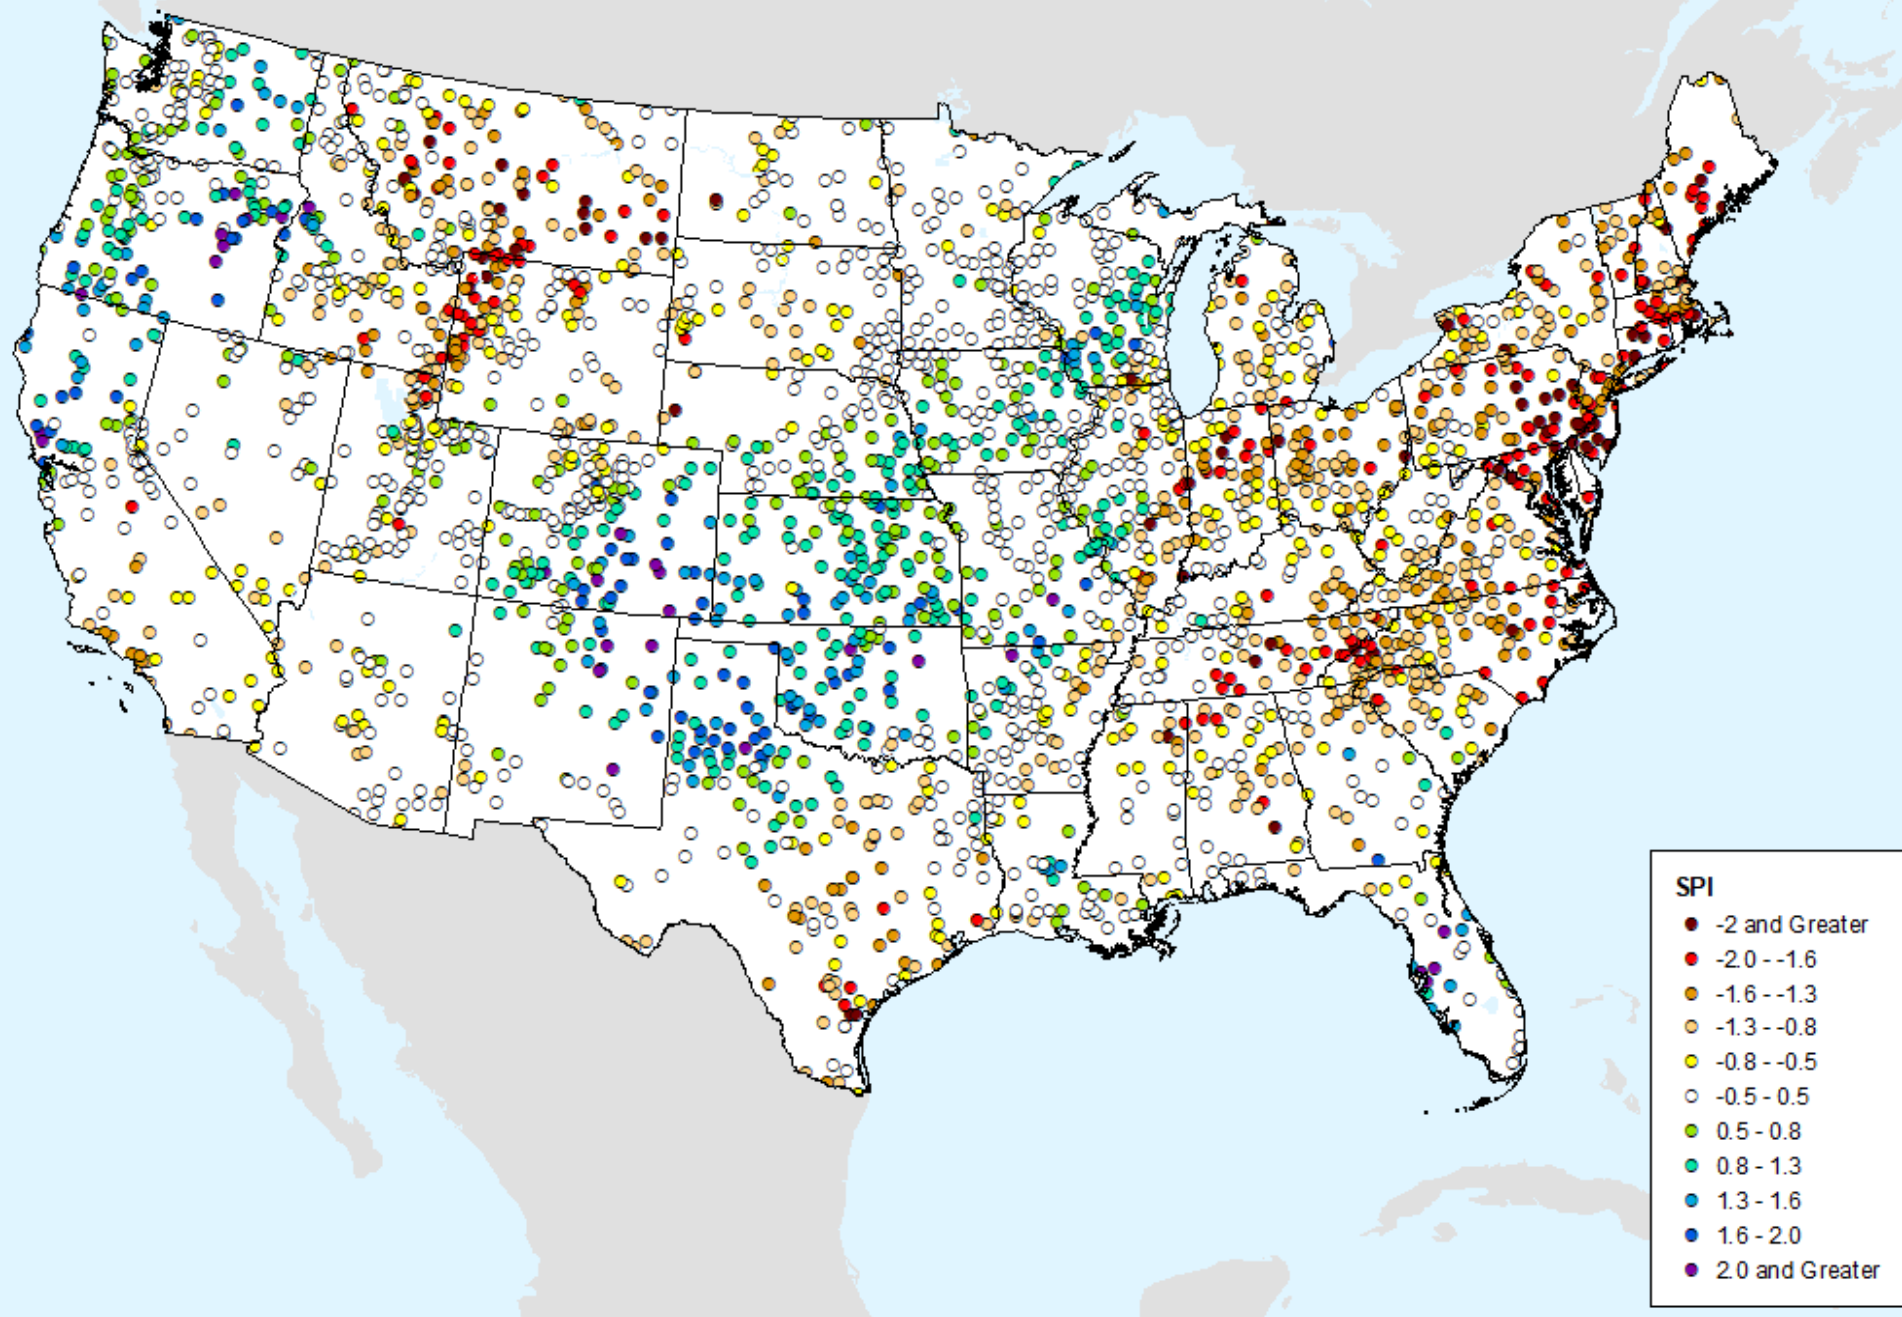 SPI
-2 and Greater
-2.0 - -1.6
-1.6 - -1.3
-1.3 - -0.8
-0.8 - -0.5
-0.5 - 0.5
0.5 - 0.8
0.8 - 1.3
1.3 - 1.6
1.6 - 2.0
2.0 and Greater